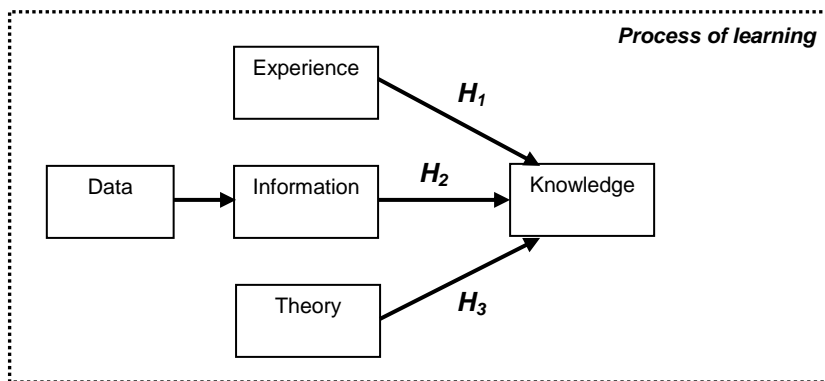 Process of learning
Experience
H1
Data
Information
H2
Knowledge
Theory
H3